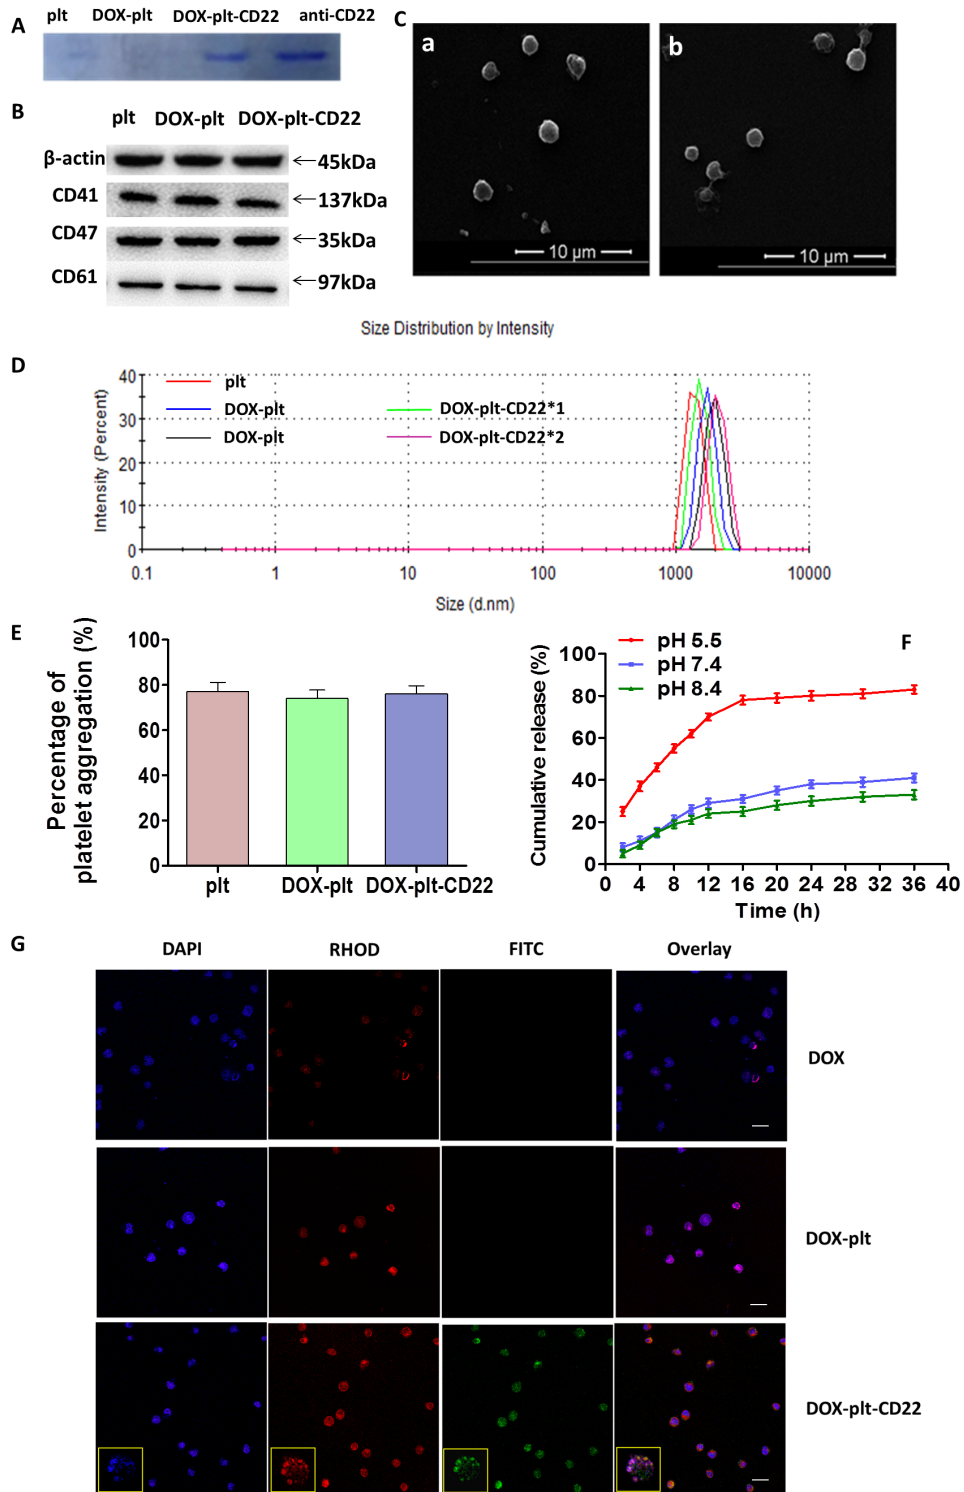 A
plt DOX-plt DOX-plt-CD22 anti-CD22
B
plt DOX-plt DOX-plt-CD22
β-actin ←45kDa
CD41 ←137kDa
CD47 ←35kDa
CD61 ←97kDa
C
a
10 µm
b
10 µm
D
Size Distribution by Intensity
Intensity (Percent)
40
30
20
10
0
plt
DOX-plt
DOX-plt
DOX-plt-CD22*1
DOX-plt-CD22*2
0.1 1 10 100 1000 10000
Size (d.nm)
E
Percentage of
platelet aggregation (%)
100
80
60
40
20
0
plt DOX-plt DOX-plt-CD22
F
Cumulative release (%)
100
80
60
40
20
0
pH 5.5
pH 7.4
pH 8.4
0 4 8 12 16 20 24 28 32 36 40
Time (h)
G
DAPI RHOD FITC Overlay
DOX
DOX-plt
DOX-plt-CD22